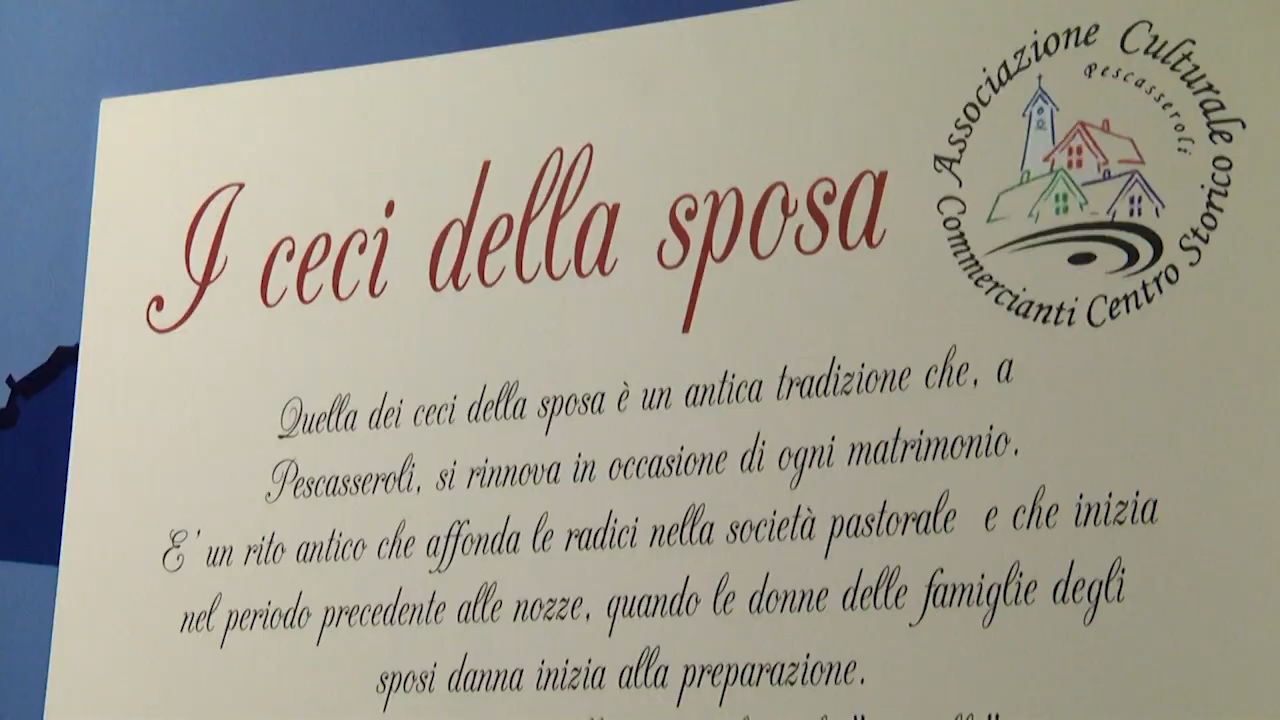 I ceci della sposa
Associazione Culturale
Pescasseroli
Commercianti Centro Storico
Quella dei ceci della sposa è un antica tradizione che, a
Pescasseroli, si rinnova in occasione di ogni matrimonio.
E' un rito antico che affonda le radici nella società pastorale e che inizia
nel periodo precedente alle nozze, quando le donne delle famiglie degli
sposi danna inizia alla preparazione.